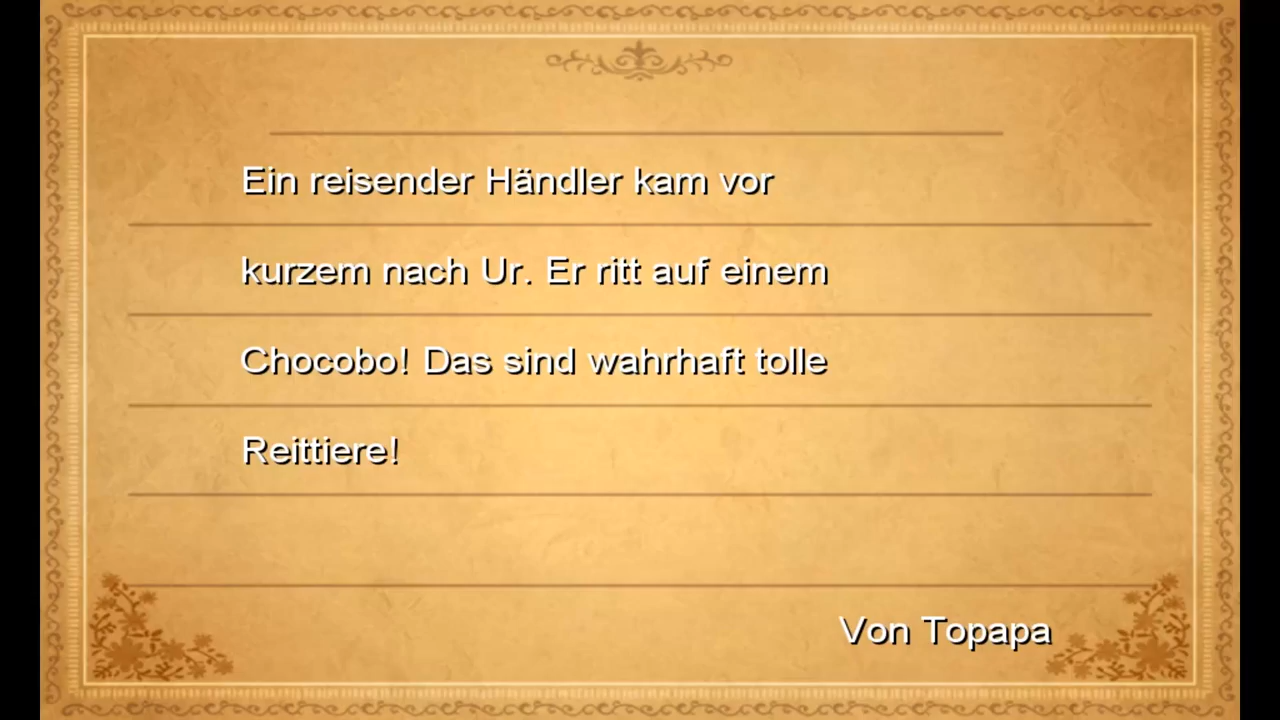 Ein reisender Händler kam vor
kurzem nach Ur. Er ritt auf einem
Chocobo! Das sind wahrhaft tolle
Reittiere!
Von Topapa